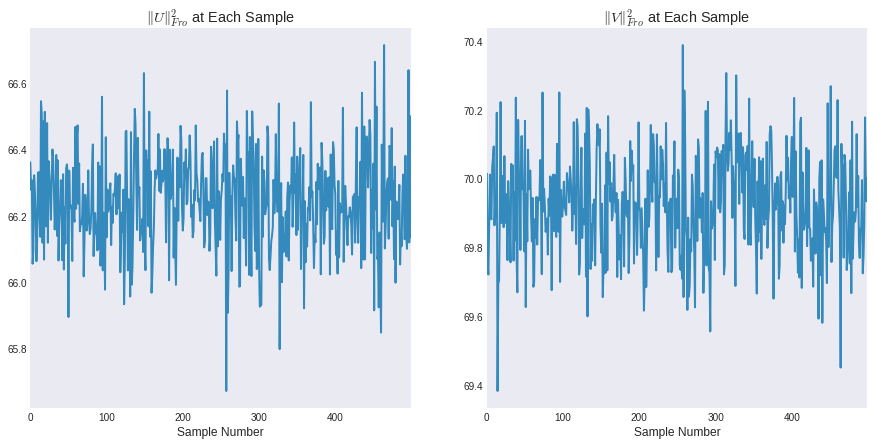 ‖U‖²_Fro at Each Sample
66.6
66.4
66.2
66.0
65.8
0 100 200 300 400
Sample Number
‖V‖²_Fro at Each Sample
70.4
70.2
70.0
69.8
69.6
69.4
0 100 200 300 400
Sample Number